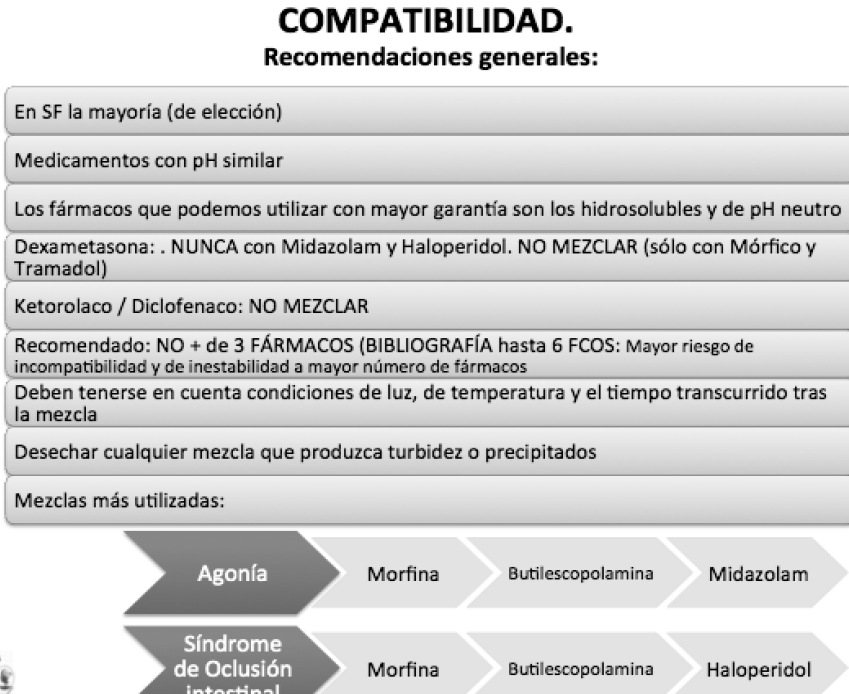 COMPATIBILIDAD.
Recomendaciones generales:
En SF la mayoría (de elección)
Medicamentos con pH similar
Los fármacos que podemos utilizar con mayor garantía son los hidrosolubles y de pH neutro
Dexametasona: . NUNCA con Midazolam y Haloperidol. NO MEZCLAR (sólo con Mórfico y
Tramadol)
Ketorolaco / Diclofenaco: NO MEZCLAR
Recomendado: NO + de 3 FÁRMACOS (BIBLIOGRAFÍA hasta 6 FCOS: Mayor riesgo de
incompatibilidad y de inestabilidad a mayor número de fármacos
Deben tenerse en cuenta condiciones de luz, de temperatura y el tiempo transcurrido tras
la mezcla
Desechar cualquier mezcla que produzca turbidez o precipitados
Mezclas más utilizadas:
Agonía
Morfina
Butilescopolamina
Midazolam
Síndrome
de Oclusión
intestinal
Morfina
Butilescopolamina
Haloperidol